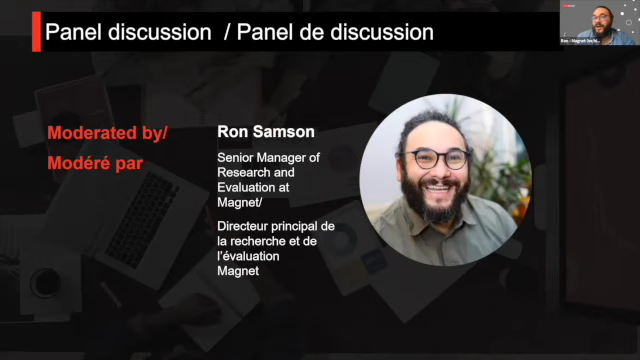 Panel discussion / Panel de discussion
Moderated by/
Modéré par
Ron Samson
Senior Manager of
Research and
Evaluation at
Magnet/
Directeur principal de
la recherche et de
l'évaluation
Magnet